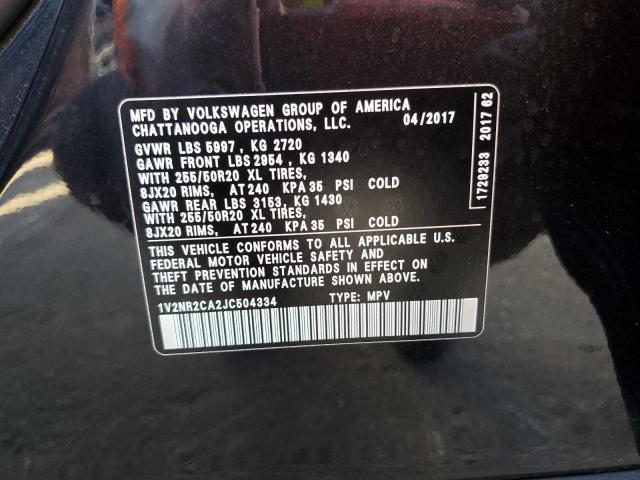 MFD BY VOLKSWAGEN GROUP OF AMERICA
CHATTANOOGA OPERATIONS, LLC. 04/2017
GVWR LBS 5997 , KG 2720
GAWR FRONT LBS 2954 , KG 1340
WITH 255/50R20 XL TIRES,
8JX20 RIMS, AT 240 KPA 35 PSI COLD
GAWR REAR LBS 3153, KG 1430
WITH 255/50R20 XL TIRES,
8JX20 RIMS, AT 240 KPA 35 PSI COLD
THIS VEHICLE CONFORMS TO ALL APPLICABLE U.S.
FEDERAL MOTOR VEHICLE SAFETY AND
THEFT PREVENTION STANDARDS IN EFFECT ON
THE DATE OF MANUFACTURE SHOWN ABOVE.
1V2NR2CA2JC504334 TYPE: MPV
1729233 2017 62